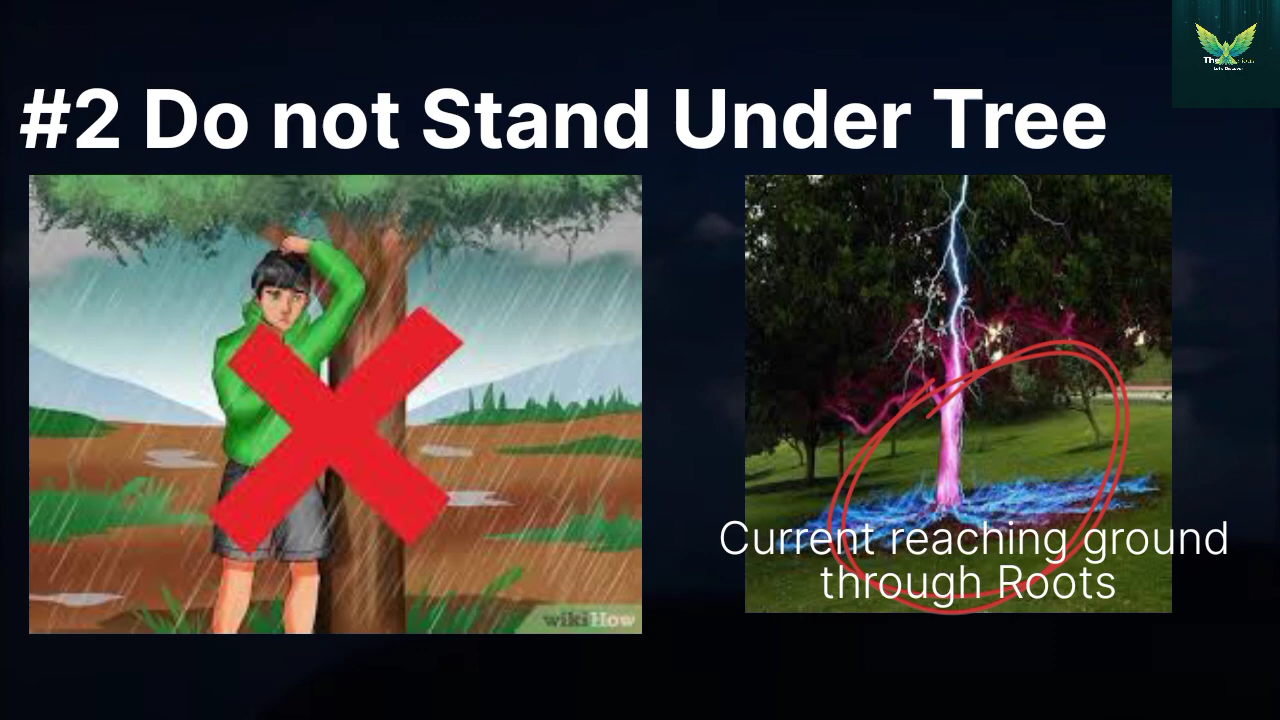 #2 Do not Stand Under Tree
wikiHow
Current reaching ground
through Roots